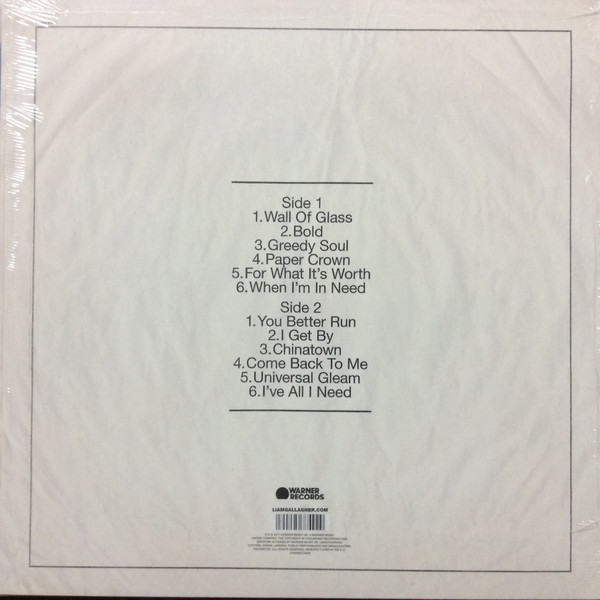 Side 1
1.Wall Of Glass
2.Bold
3.Greedy Soul
4.Paper Crown
5.For What It's Worth
6.When I'm In Need
Side 2
1.You Better Run
2.I Get By
3.Chinatown
4.Come Back To Me
5.Universal Gleam
6.I've All I Need
WARNER
RECORDS
LIAMGALLAGHER.COM